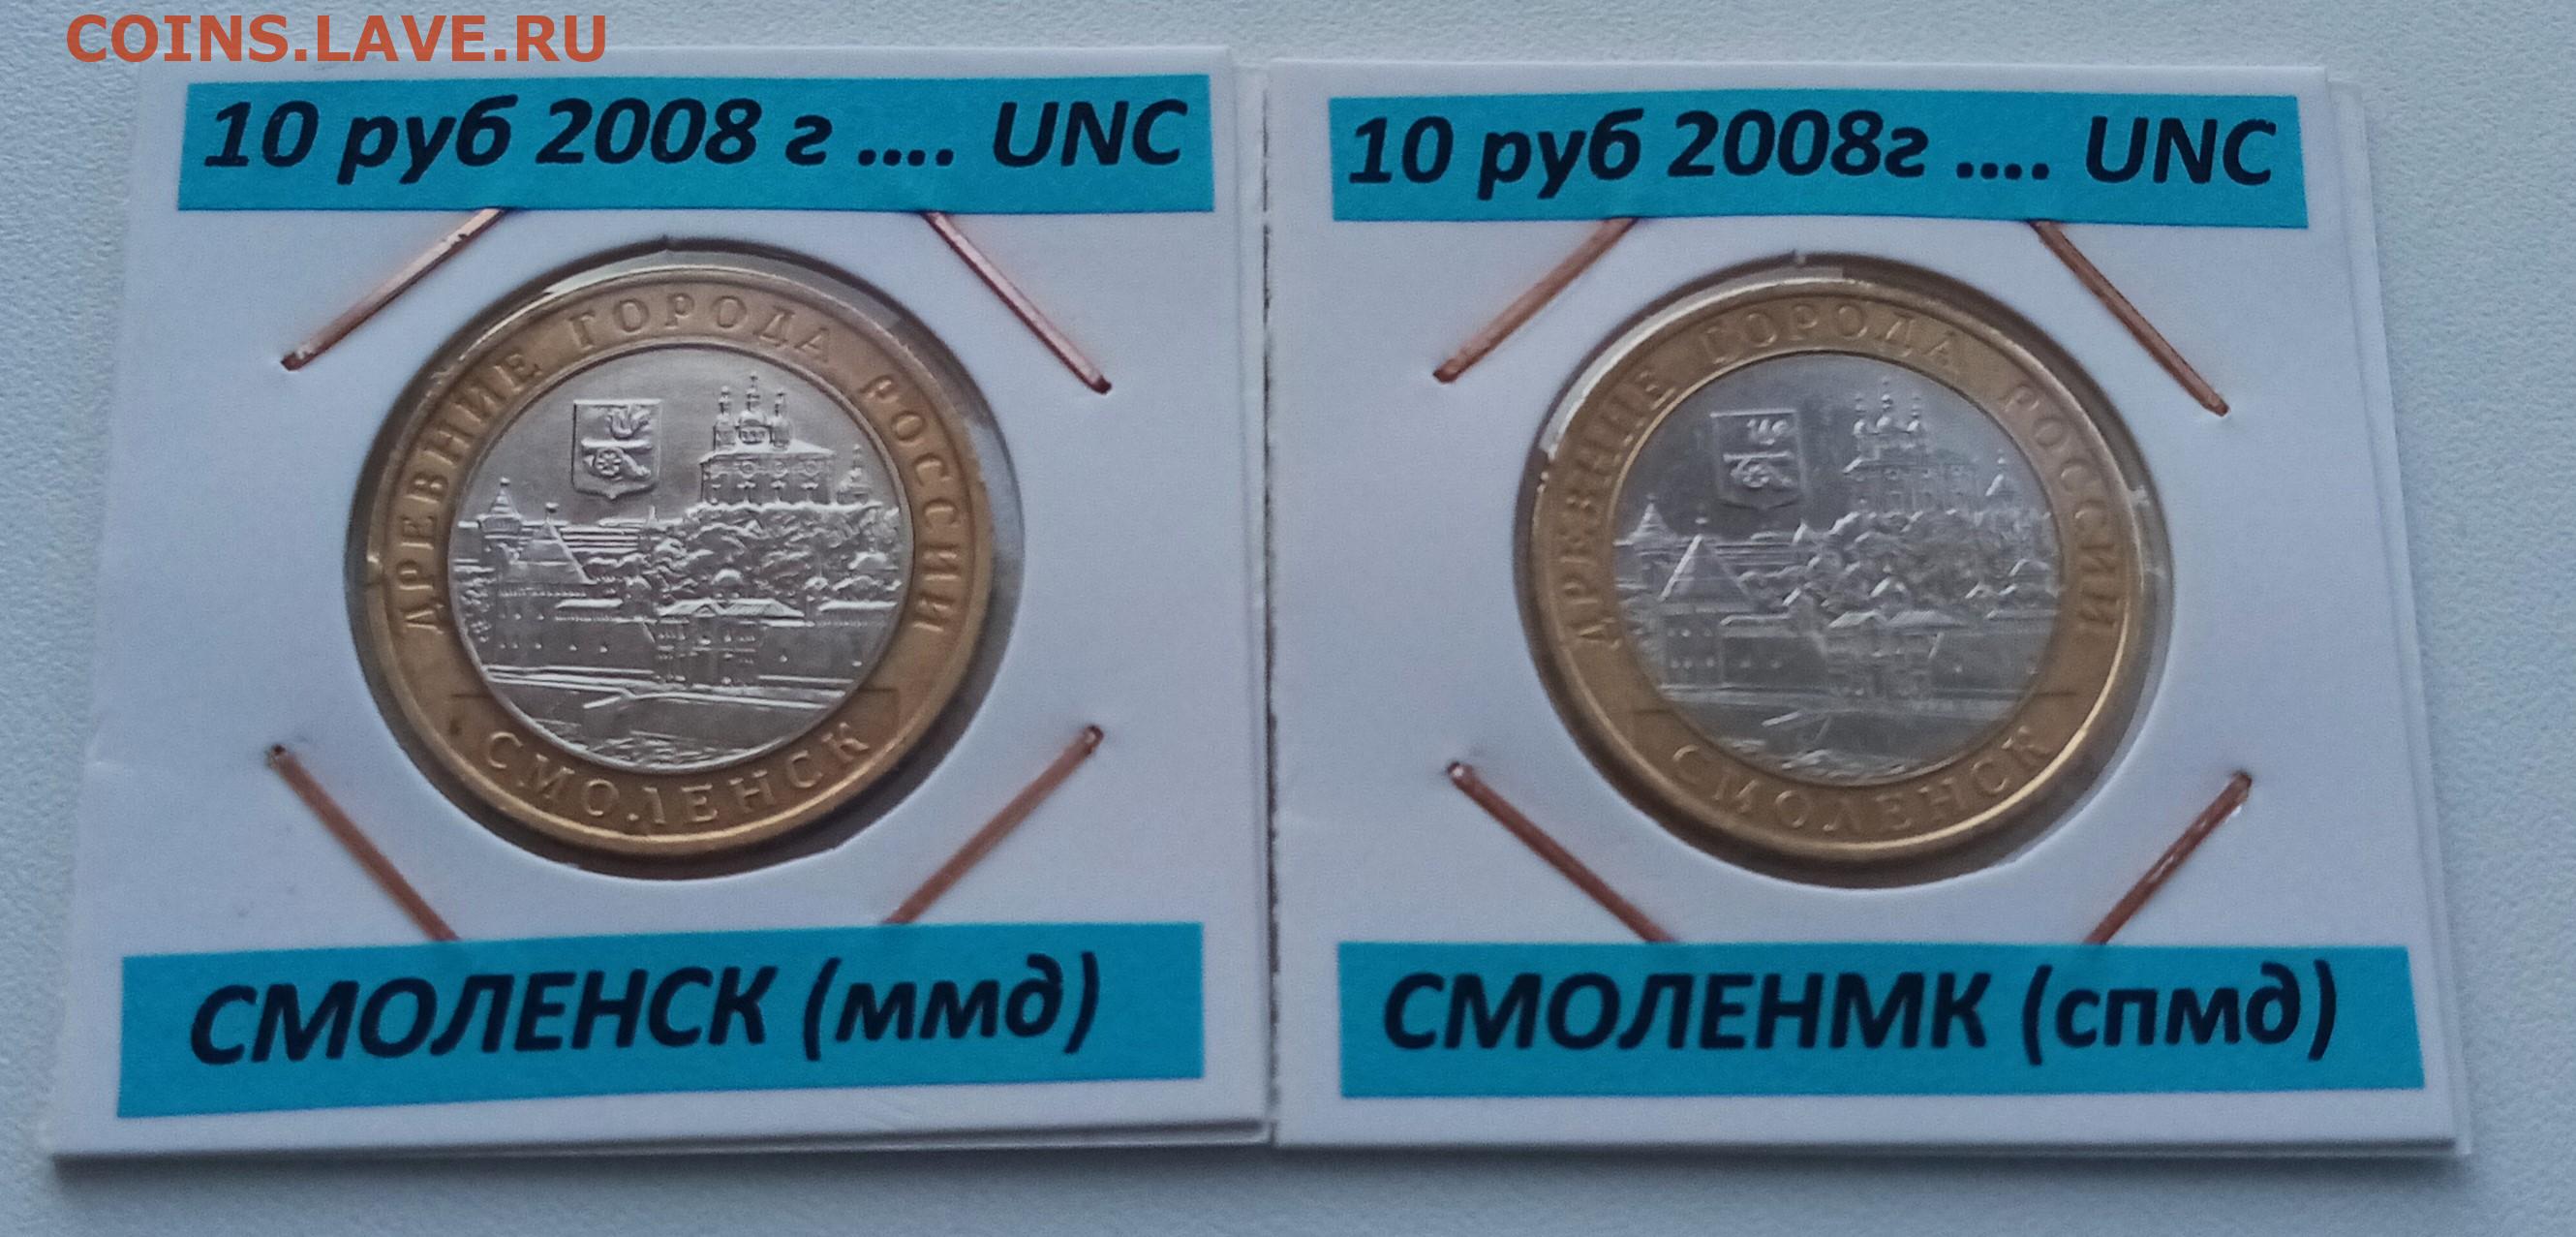 COINS.LAVE.RU
10 руб 2008 г .... UNC
ДРЕВНИЕ ГОРОДА РОССИИ
СМОЛЕНСК
СМОЛЕНСК (ммд)
10 руб 2008г .... UNC
ДРЕВНИЕ ГОРОДА РОССИИ
СМОЛЕНСК
СМОЛЕНМК (спмд)